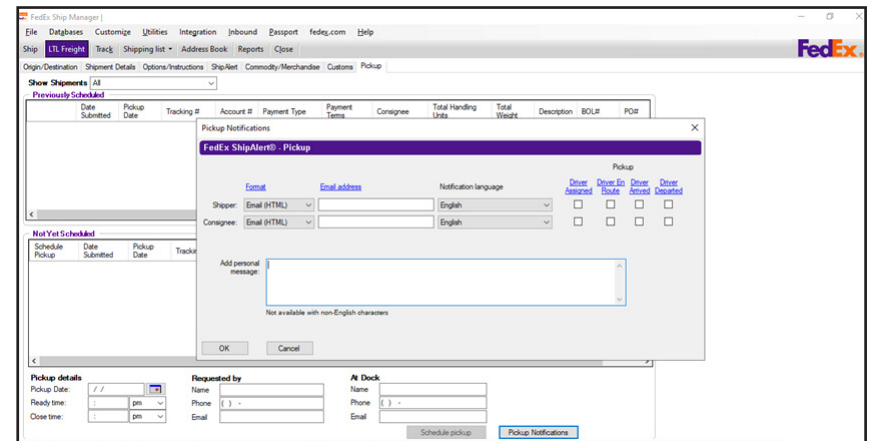 FedEx Ship Manager |
File Databases Customize Utilities Integration Inbound Passport fedex.com Help
Ship LTL Freight Track Shipping list Address Book Reports Close
FedEx
Origin/Destination Shipment Details Options/Instructions ShipAlert Commodity/Merchandise Customs Pickup
Show Shipments All
Previously Scheduled
Date Submitted Pickup Date Tracking # Account # Payment Type Payment Terms Consignee Total Handling Units Total Weight Description BOL# PO#
Pickup Notifications
FedEx ShipAlert® - Pickup
Pickup
Format Email address Notification language Driver Assigned Driver En Route Driver Arrived Driver Departed
Shipper: Email (HTML) English
Consignee: Email (HTML) English
Not Yet Scheduled
Schedule Pickup Date Submitted Pickup Date
Add personal message:
Not available with non-English characters
OK Cancel
Pickup details Requested by At Dock
Pickup Date: / / Name Name
Ready time: : pm Phone ( ) - Phone ( ) -
Close time: : pm Email Email
Schedule pickup Pickup Notifications